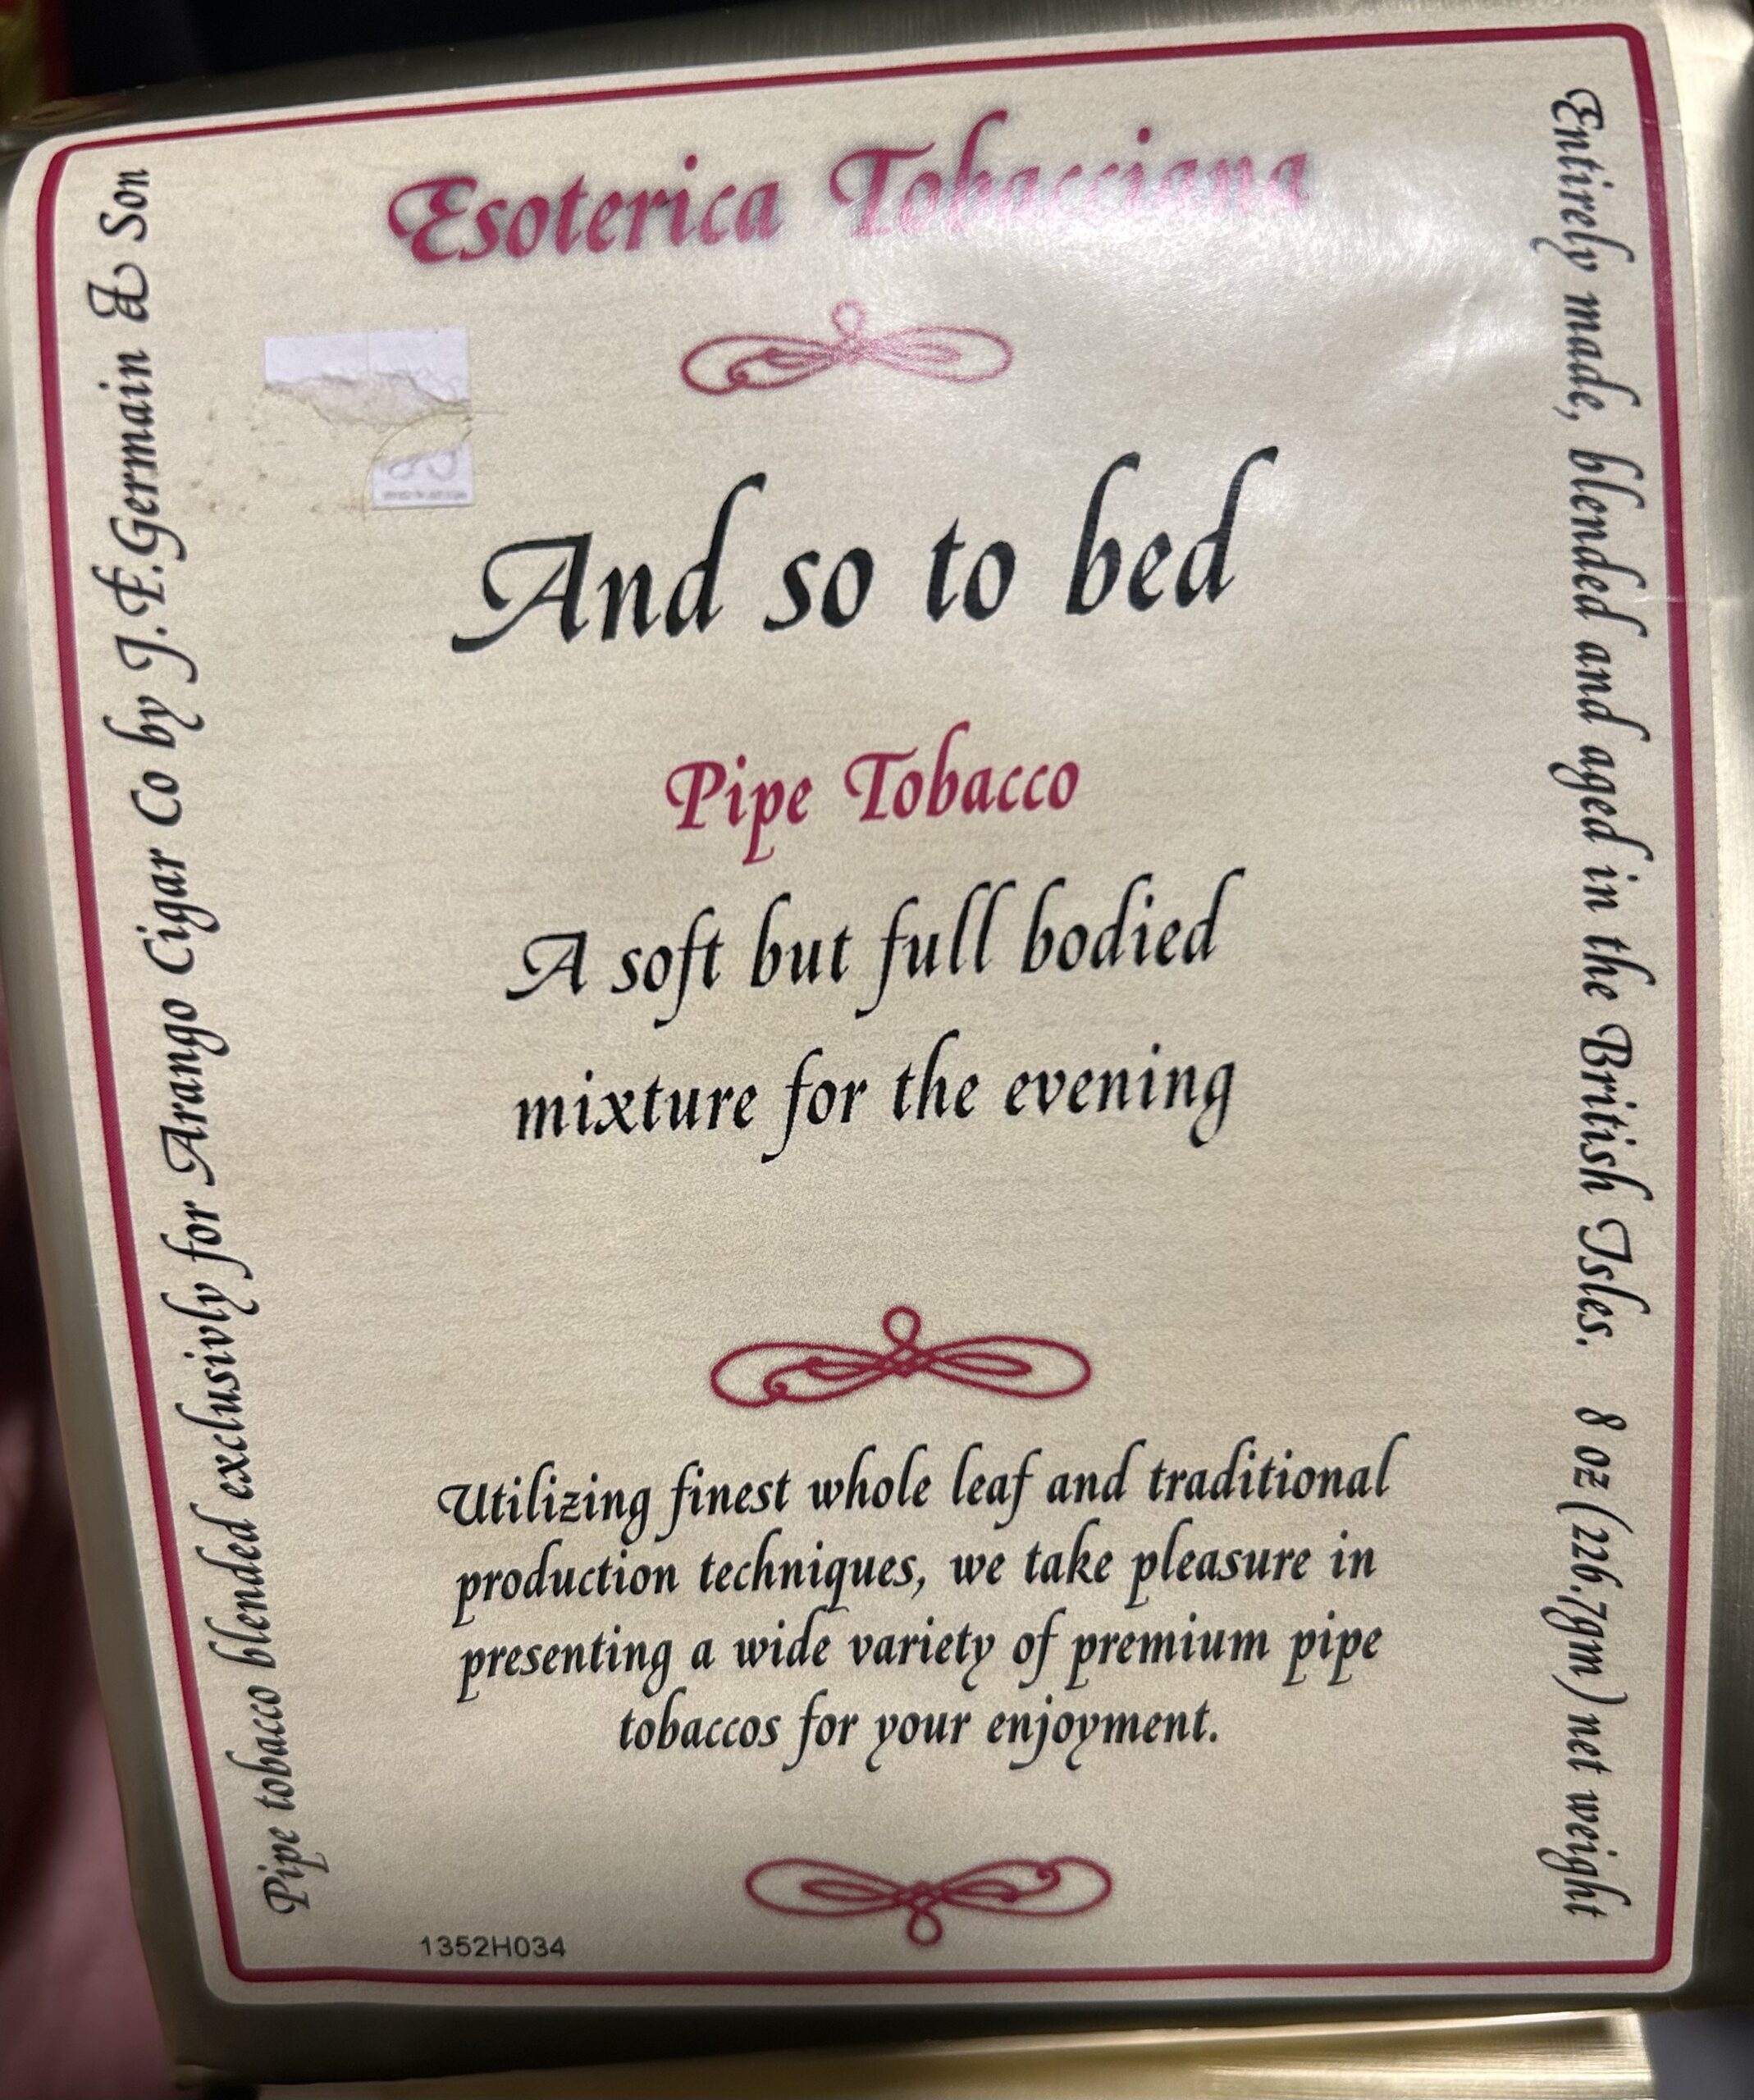 Esoterica Tobacciana
And so to bed
Pipe Tobacco
A soft but full bodied
mixture for the evening
Utilizing finest whole leaf and traditional
production techniques, we take pleasure in
presenting a wide variety of premium pipe
tobaccos for your enjoyment.
1352H034
Pipe tobacco blended exclusivly for Arango Cigar Co by J.F.Germain & Son
Entirely made, blended and aged in the British Isles. 8 oz (226.7gm) net weight